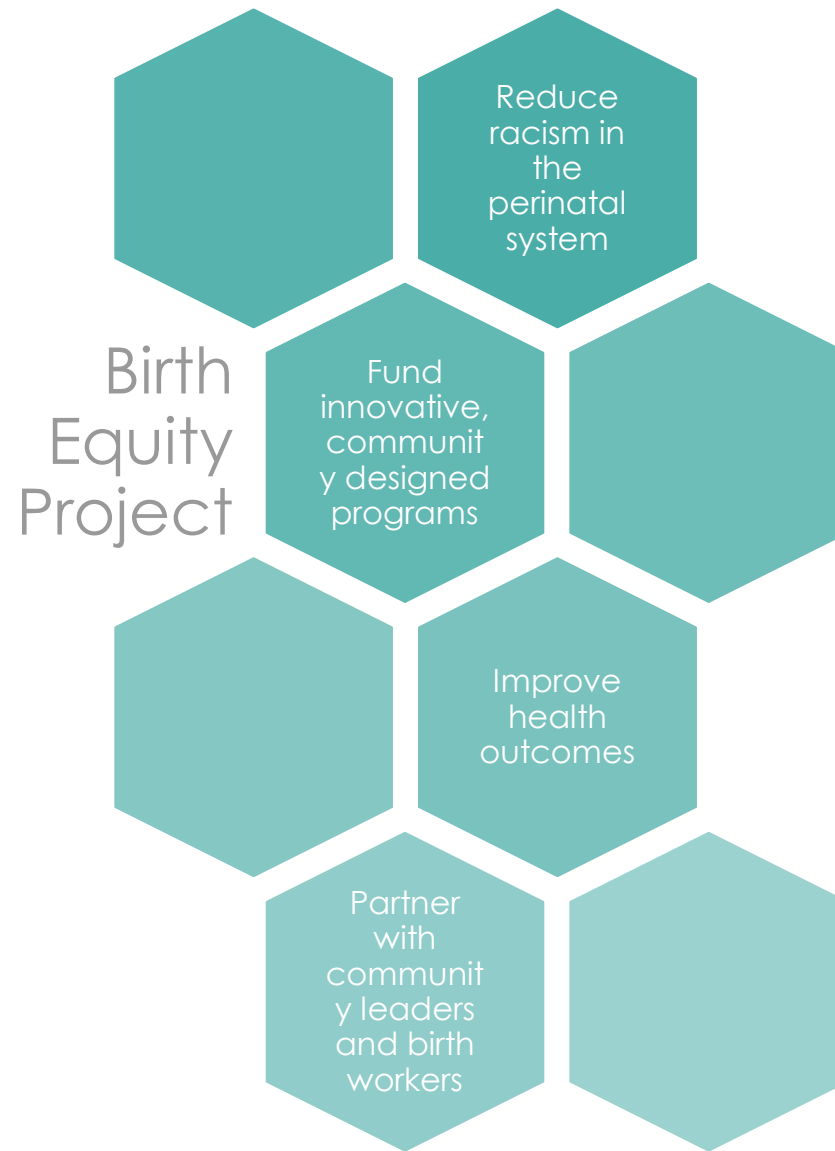 Reduce
racism in
the
perinatal
system
Birth
Equity
Project
Fund
innovative,
communit
y designed
programs
Improve
health
outcomes
Partner
with
communit
y leaders
and birth
workers